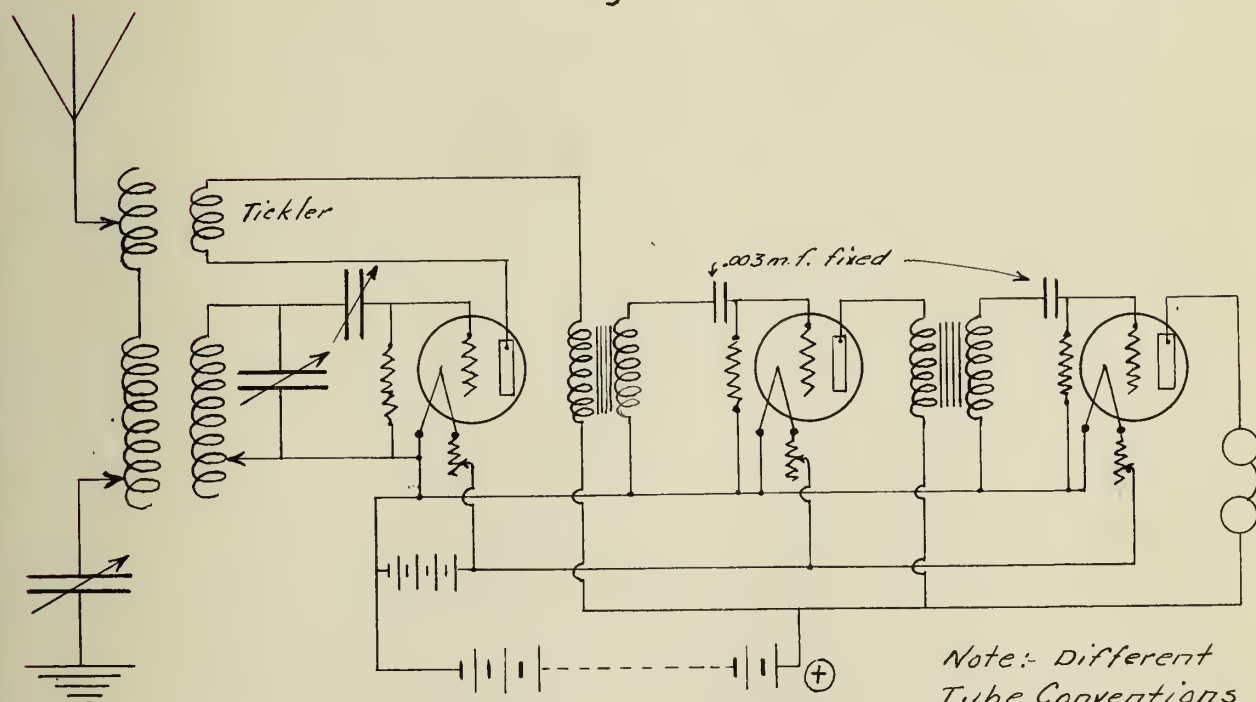 Tickler
.003 m.f. fixed
+
Note:- Different
Tube Conventions